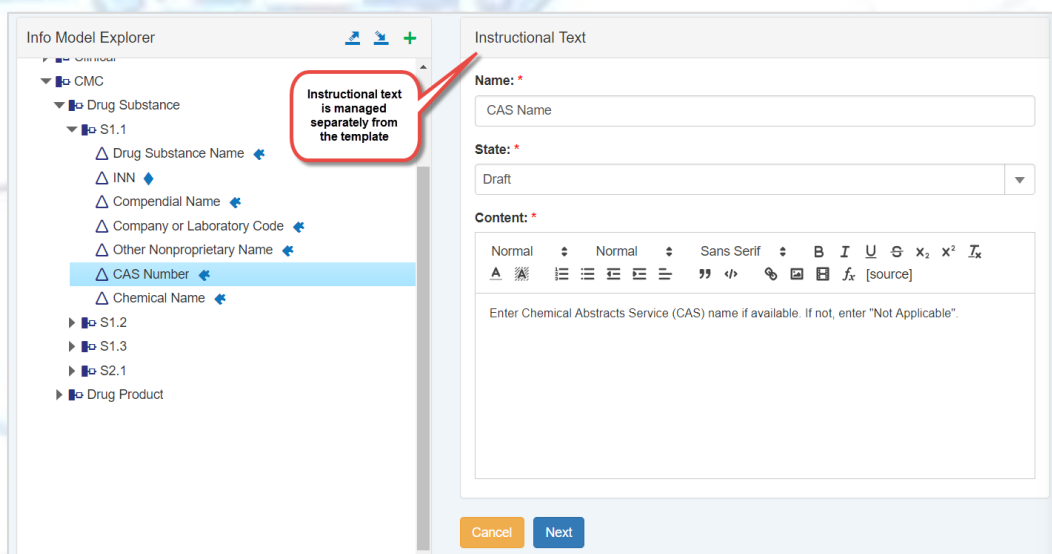 Info Model Explorer
Clinical
CMC
Drug Substance
S1.1
Drug Substance Name
INN
Compendial Name
Company or Laboratory Code
Other Nonproprietary Name
CAS Number
Chemical Name
S1.2
S1.3
S2.1
Drug Product
Instructional text
is managed
separately from
the template
Instructional Text
Name: *
CAS Name
State: *
Draft
Content: *
Normal Normal Sans Serif B I U S x₂ x² Tx
A A fx [source]
Enter Chemical Abstracts Service (CAS) name if available. If not, enter "Not Applicable".
Cancel Next